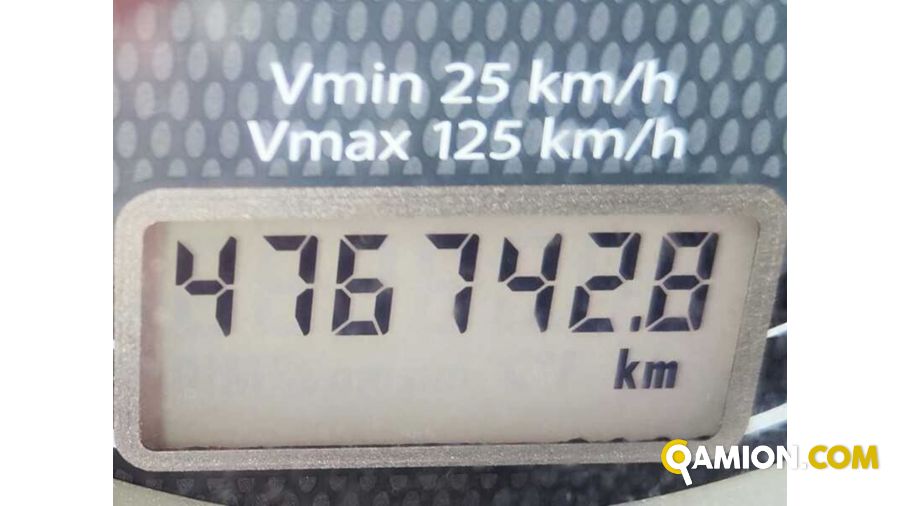 Vmin 25 km/h
Vmax 125 km/h
476742.8
km
QAMION.COM